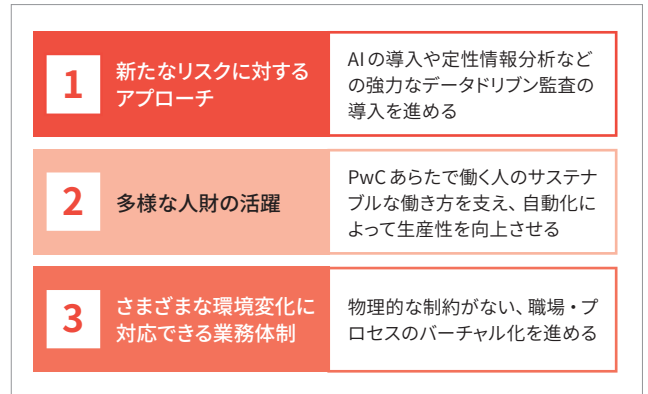 1
新たなリスクに対する
アプローチ
AIの導入や定性情報分析など
の強力なデータドリブン監査の
導入を進める
2
多様な人財の活躍
PwCあらたで働く人のサステナ
ブルな働き方を支え、自動化に
よって生産性を向上させる
3
さまざまな環境変化に
対応できる業務体制
物理的な制約がない、職場・プ
ロセスのバーチャル化を進める